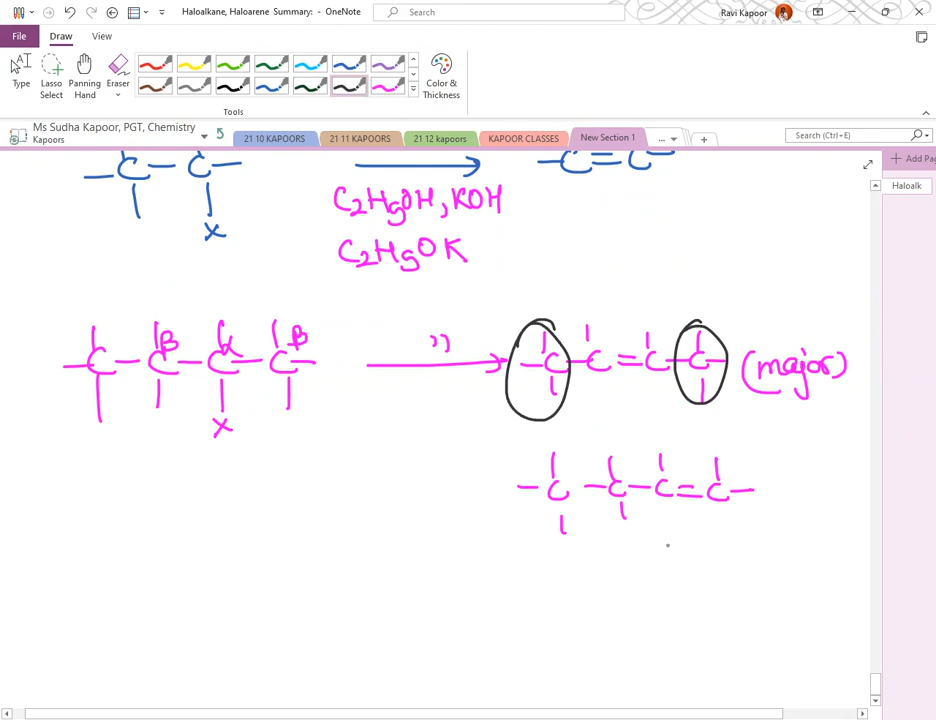 Haloalkane, Haloarene Summary: - OneNote
Search
Ravi Kapoor
File
Draw
View
Type
Lasso Select
Panning Hand
Eraser
Color & Thickness
Tools
Ms Sudha Kapoor, PGT, Chemistry
Kapoors
21 10 KAPOORS
21 11 KAPOORS
21 12 kapoors
KAPOOR CLASSES
New Section 1
...
Search (Ctrl+E)
Add Pag
Haloalk
— C — C —
X
C2H5OH, KOH
C2H5OK
— C = C —
— C — C β — C α — C β —
X
,,
— C — C = C — C — (major)
— C — C — C = C —